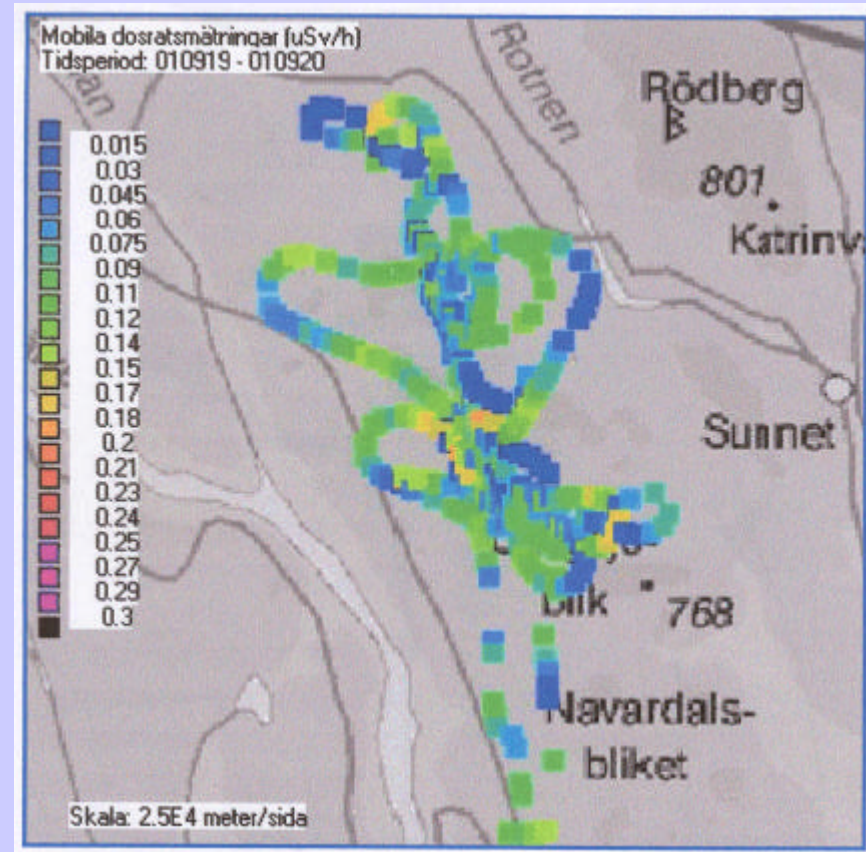 Mobila dosratsmätningar (uSv/h)
Tidsperiod: 010919 - 010920
Rotnen
Rödberg
801
Katrinv
0.015
0.03
0.045
0.06
0.075
0.09
0.11
0.12
0.14
0.15
0.17
0.18
0.2
0.21
0.23
0.24
0.25
0.27
0.29
0.3
Sunnet
blik
768
Navardals-
bliket
Skala: 2.5E4 meter/sida